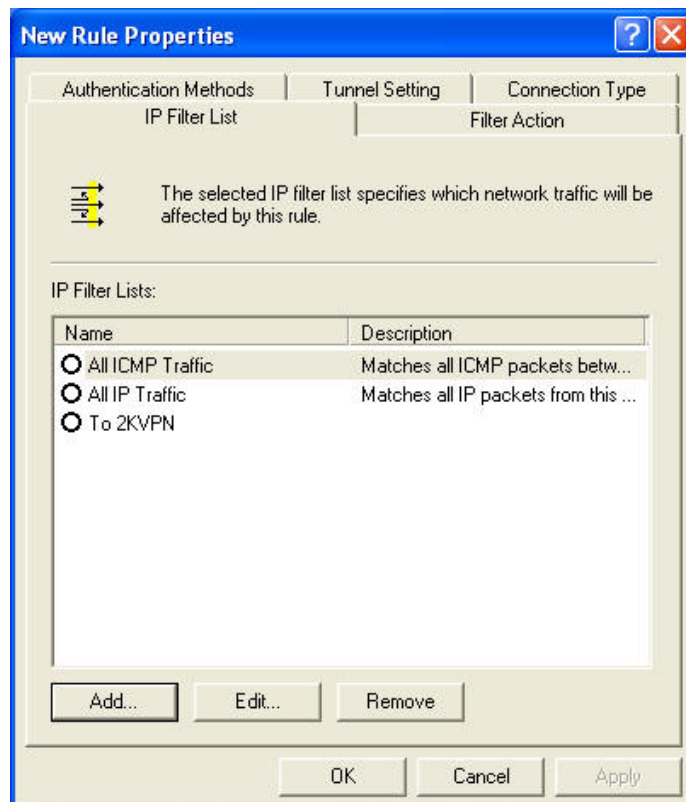 New Rule Properties
Authentication Methods Tunnel Setting Connection Type
IP Filter List Filter Action
The selected IP filter list specifies which network traffic will be
affected by this rule.
IP Filter Lists:
Name Description
All ICMP Traffic Matches all ICMP packets betw...
All IP Traffic Matches all IP packets from this ...
To 2KVPN
Add... Edit... Remove
OK Cancel Apply